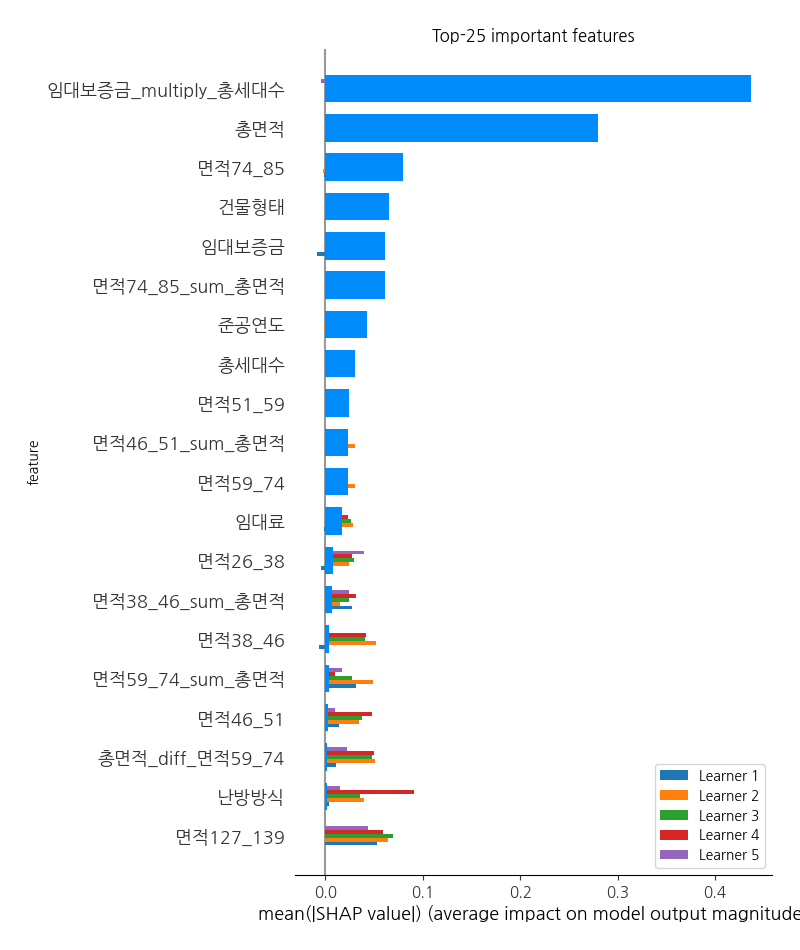 Top-25 important features
임대보증금_multiply_총세대수
총면적
면적74_85
건물형태
임대보증금
면적74_85_sum_총면적
준공연도
총세대수
면적51_59
면적46_51_sum_총면적
면적59_74
임대료
면적26_38
면적38_46_sum_총면적
면적38_46
면적59_74_sum_총면적
면적46_51
총면적_diff_면적59_74
난방방식
면적127_139
feature
Learner 1
Learner 2
Learner 3
Learner 4
Learner 5
0.0 0.1 0.2 0.3 0.4
mean(|SHAP value|) (average impact on model output magnitude